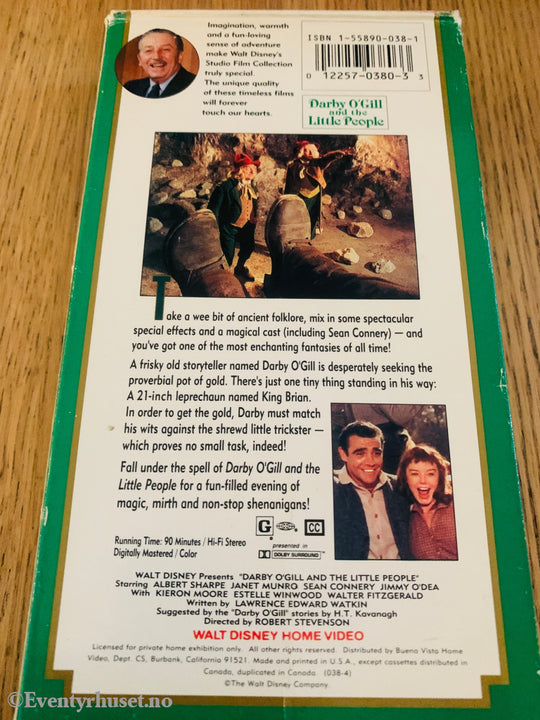 Imagination, warmth
and a fun-loving
sense of adventure
make Walt Disney's
Studio Film Collection
truly special.
The unique quality
of these timeless films
will forever
touch our hearts.
ISBN 1-55890-038-1
0 12257-0380-3 3
Darby O'Gill
and the
Little People
Take a wee bit of ancient folklore, mix in some spectacular
special effects and a magical cast (including Sean Connery) — and
you've got one of the most enchanting fantasies of all time!
A frisky old storyteller named Darby O'Gill is desperately seeking the
proverbial pot of gold. There's just one tiny thing standing in his way:
A 21-inch leprechaun named King Brian.
In order to get the gold, Darby must match
his wits against the shrewd little trickster —
which proves no small task, indeed!
Fall under the spell of Darby O'Gill and the
Little People for a fun-filled evening of
magic, mirth and non-stop shenanigans!
G CC
Running Time: 90 Minutes / Hi-Fi Stereo
Digitally Mastered / Color
presented in
DOLBY SURROUND
WALT DISNEY Presents "DARBY O'GILL AND THE LITTLE PEOPLE"
Starring ALBERT SHARPE JANET MUNRO SEAN CONNERY JIMMY O'DEA
With KIERON MOORE ESTELLE WINWOOD WALTER FITZGERALD
Written by LAWRENCE EDWARD WATKIN
Suggested by the "Darby O'Gill" stories by H.T. Kavanagh
Directed by ROBERT STEVENSON
WALT DISNEY HOME VIDEO
Licensed for private home exhibition only. All other rights reserved. Distributed by Buena Vista Home
Video, Dept. CS, Burbank, California 91521. Made and printed in U.S.A., except cassettes distributed in
Canada, duplicated in Canada. (038-4)
©The Walt Disney Company.
©Eventyrhuset.no